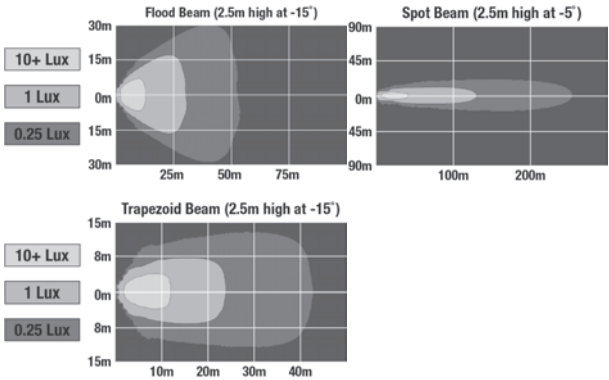 Flood Beam (2.5m high at -15°)
30m
15m
0m
15m
30m
25m 50m 75m
10+ Lux
1 Lux
0.25 Lux
Spot Beam (2.5m high at -5°)
90m
45m
0m
45m
90m
100m 200m
Trapezoid Beam (2.5m high at -15°)
15m
8m
0m
8m
15m
10m 20m 30m 40m
10+ Lux
1 Lux
0.25 Lux